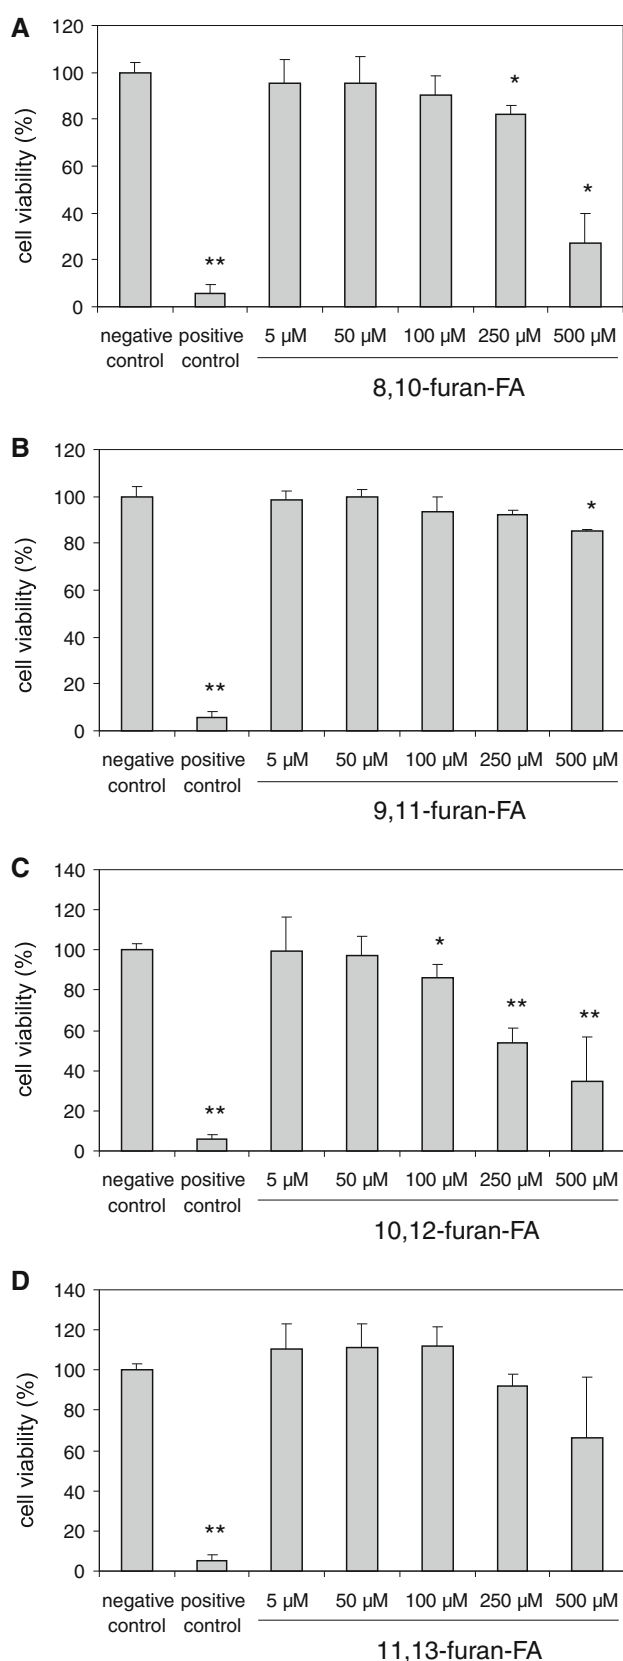 A
120
100
80
60
40
20
0
cell viability (%)
*
*
**
negative control
positive control
5 µM
50 µM
100 µM
250 µM
500 µM
8,10-furan-FA
B
120
100
80
60
40
20
0
cell viability (%)
*
**
negative control
positive control
5 µM
50 µM
100 µM
250 µM
500 µM
9,11-furan-FA
C
140
120
100
80
60
40
20
0
cell viability (%)
*
**
**
**
negative control
positive control
5 µM
50 µM
100 µM
250 µM
500 µM
10,12-furan-FA
D
140
120
100
80
60
40
20
0
cell viability (%)
**
negative control
positive control
5 µM
50 µM
100 µM
250 µM
500 µM
11,13-furan-FA